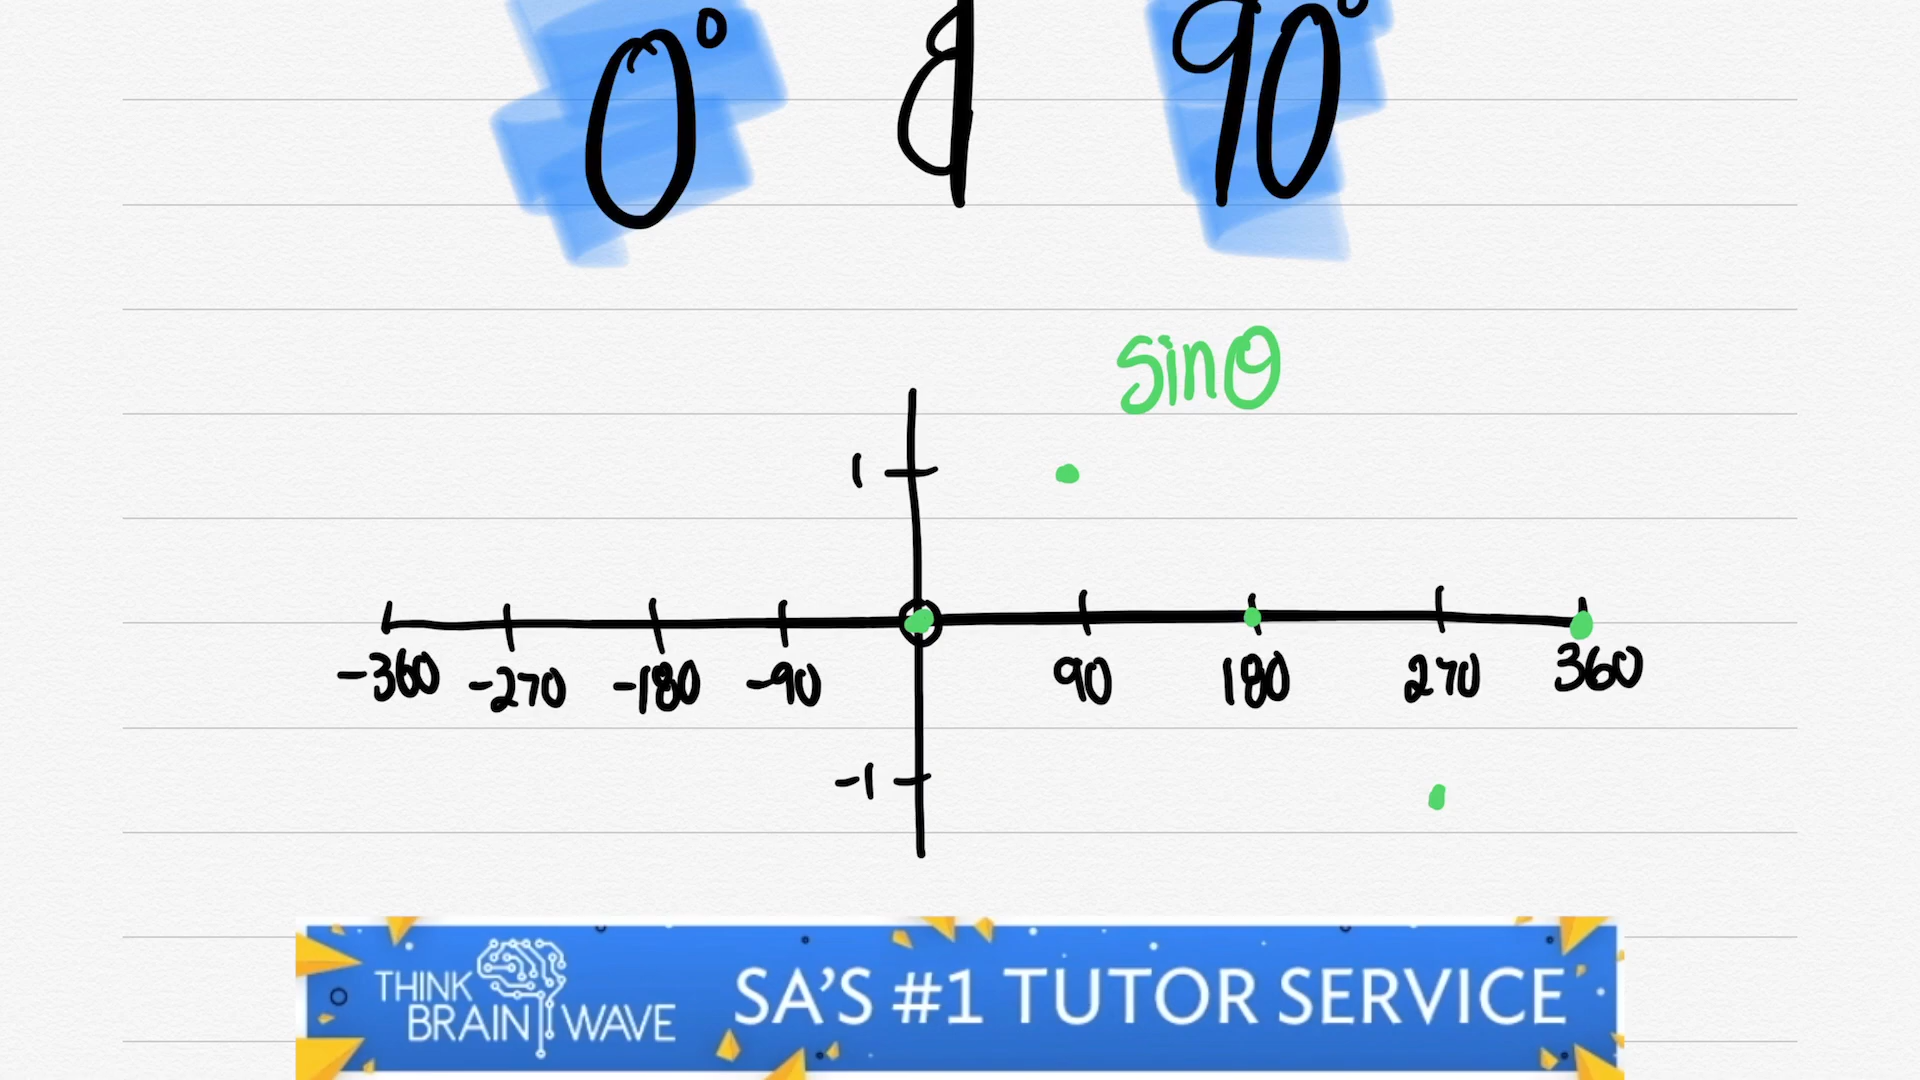 0° & 90°
sinθ
1
-360 -270 -180 -90 90 180 270 360
-1
THINK
BRAIN WAVE
SA'S #1 TUTOR SERVICE